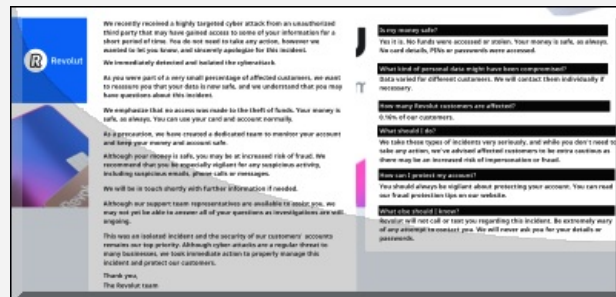 Revolut
We recently received a highly targeted cyber attack from an unauthorized
third party that may have gained access to some of your information for a
short period of time. You do not need to take any action, however we
wanted to let you know, and sincerely apologize for this incident.
We immediately detected and isolated the cyberattack.
As you were part of a very small percentage of affected customers, we want
to reassure you that your data is now safe, and we understand that you may
have questions about this incident.
We emphasize that no access was made to the theft of funds. Your money is
safe, as always. You can use your card and account normally.
As a precaution, we have created a dedicated team to monitor your account
and keep your money and account safe.
Although your money is safe, you may be at increased risk of fraud. We
recommend that you be especially vigilant for any suspicious activity,
including suspicious emails, phone calls or messages.
We will be in touch shortly with further information if needed.
Although our support team representatives are available to assist you, we
may not yet be able to answer all of your questions as investigations are still
ongoing.
This was an isolated incident and the security of our customers' accounts
remains our top priority. Although cyber attacks are a regular threat to
many businesses, we took immediate action to properly manage this
incident and protect our customers.
Thank you,
The Revolut team
Is my money safe?
Yes it is. No funds were accessed or stolen. Your money is safe, as always.
No card details, PINs or passwords were accessed.
What kind of personal data might have been compromised?
Data varied for different customers. We will contact them individually if
necessary.
How many Revolut customers are affected?
0.16% of our customers.
What should I do?
We take these types of incidents very seriously, and while you don't need to
take any action, we've advised affected customers to be extra cautious as
there may be an increased risk of impersonation or fraud.
How can I protect my account?
You should always be vigilant about protecting your account. You can read
our fraud protection tips on our website.
What else should I know?
Revolut will not call or text you regarding this incident. Be extremely wary
of any attempt to contact you. We will never ask you for your details or
passwords.